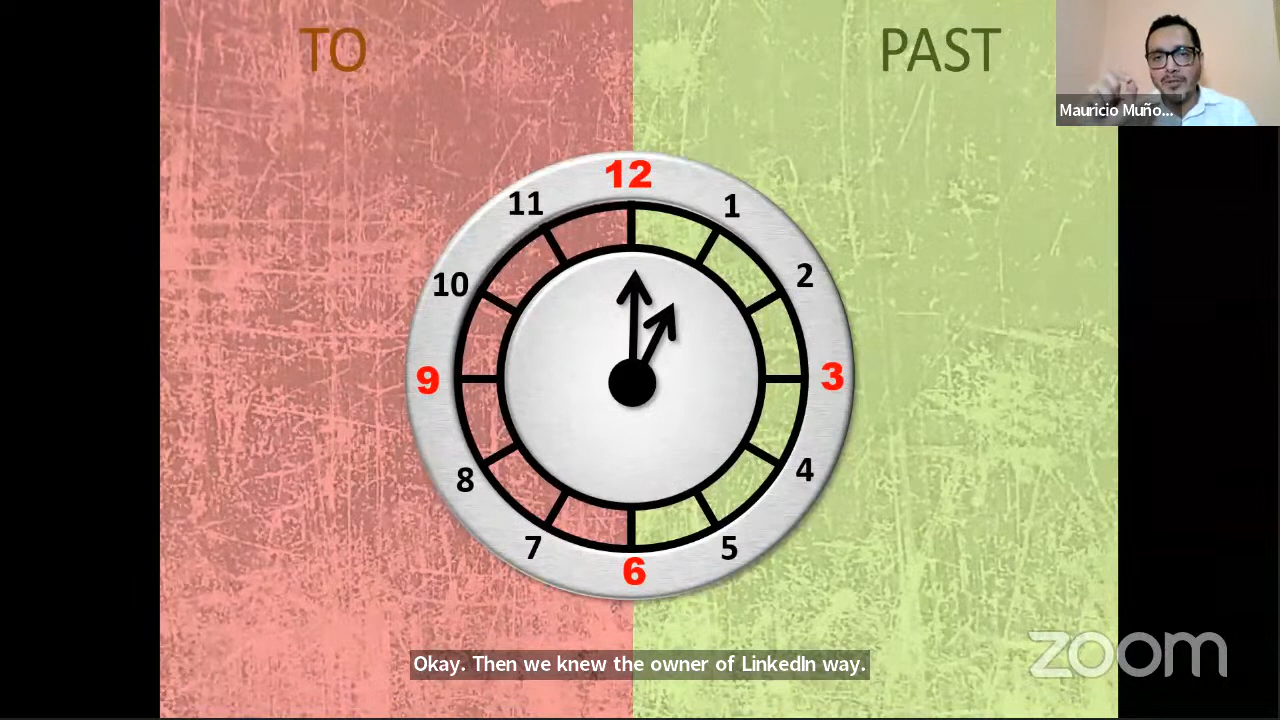 TO
PAST
Mauricio Muño...
12
11
1
10
2
9
3
8
4
7
5
6
Okay. Then we knew the owner of LinkedIn way.
zoom